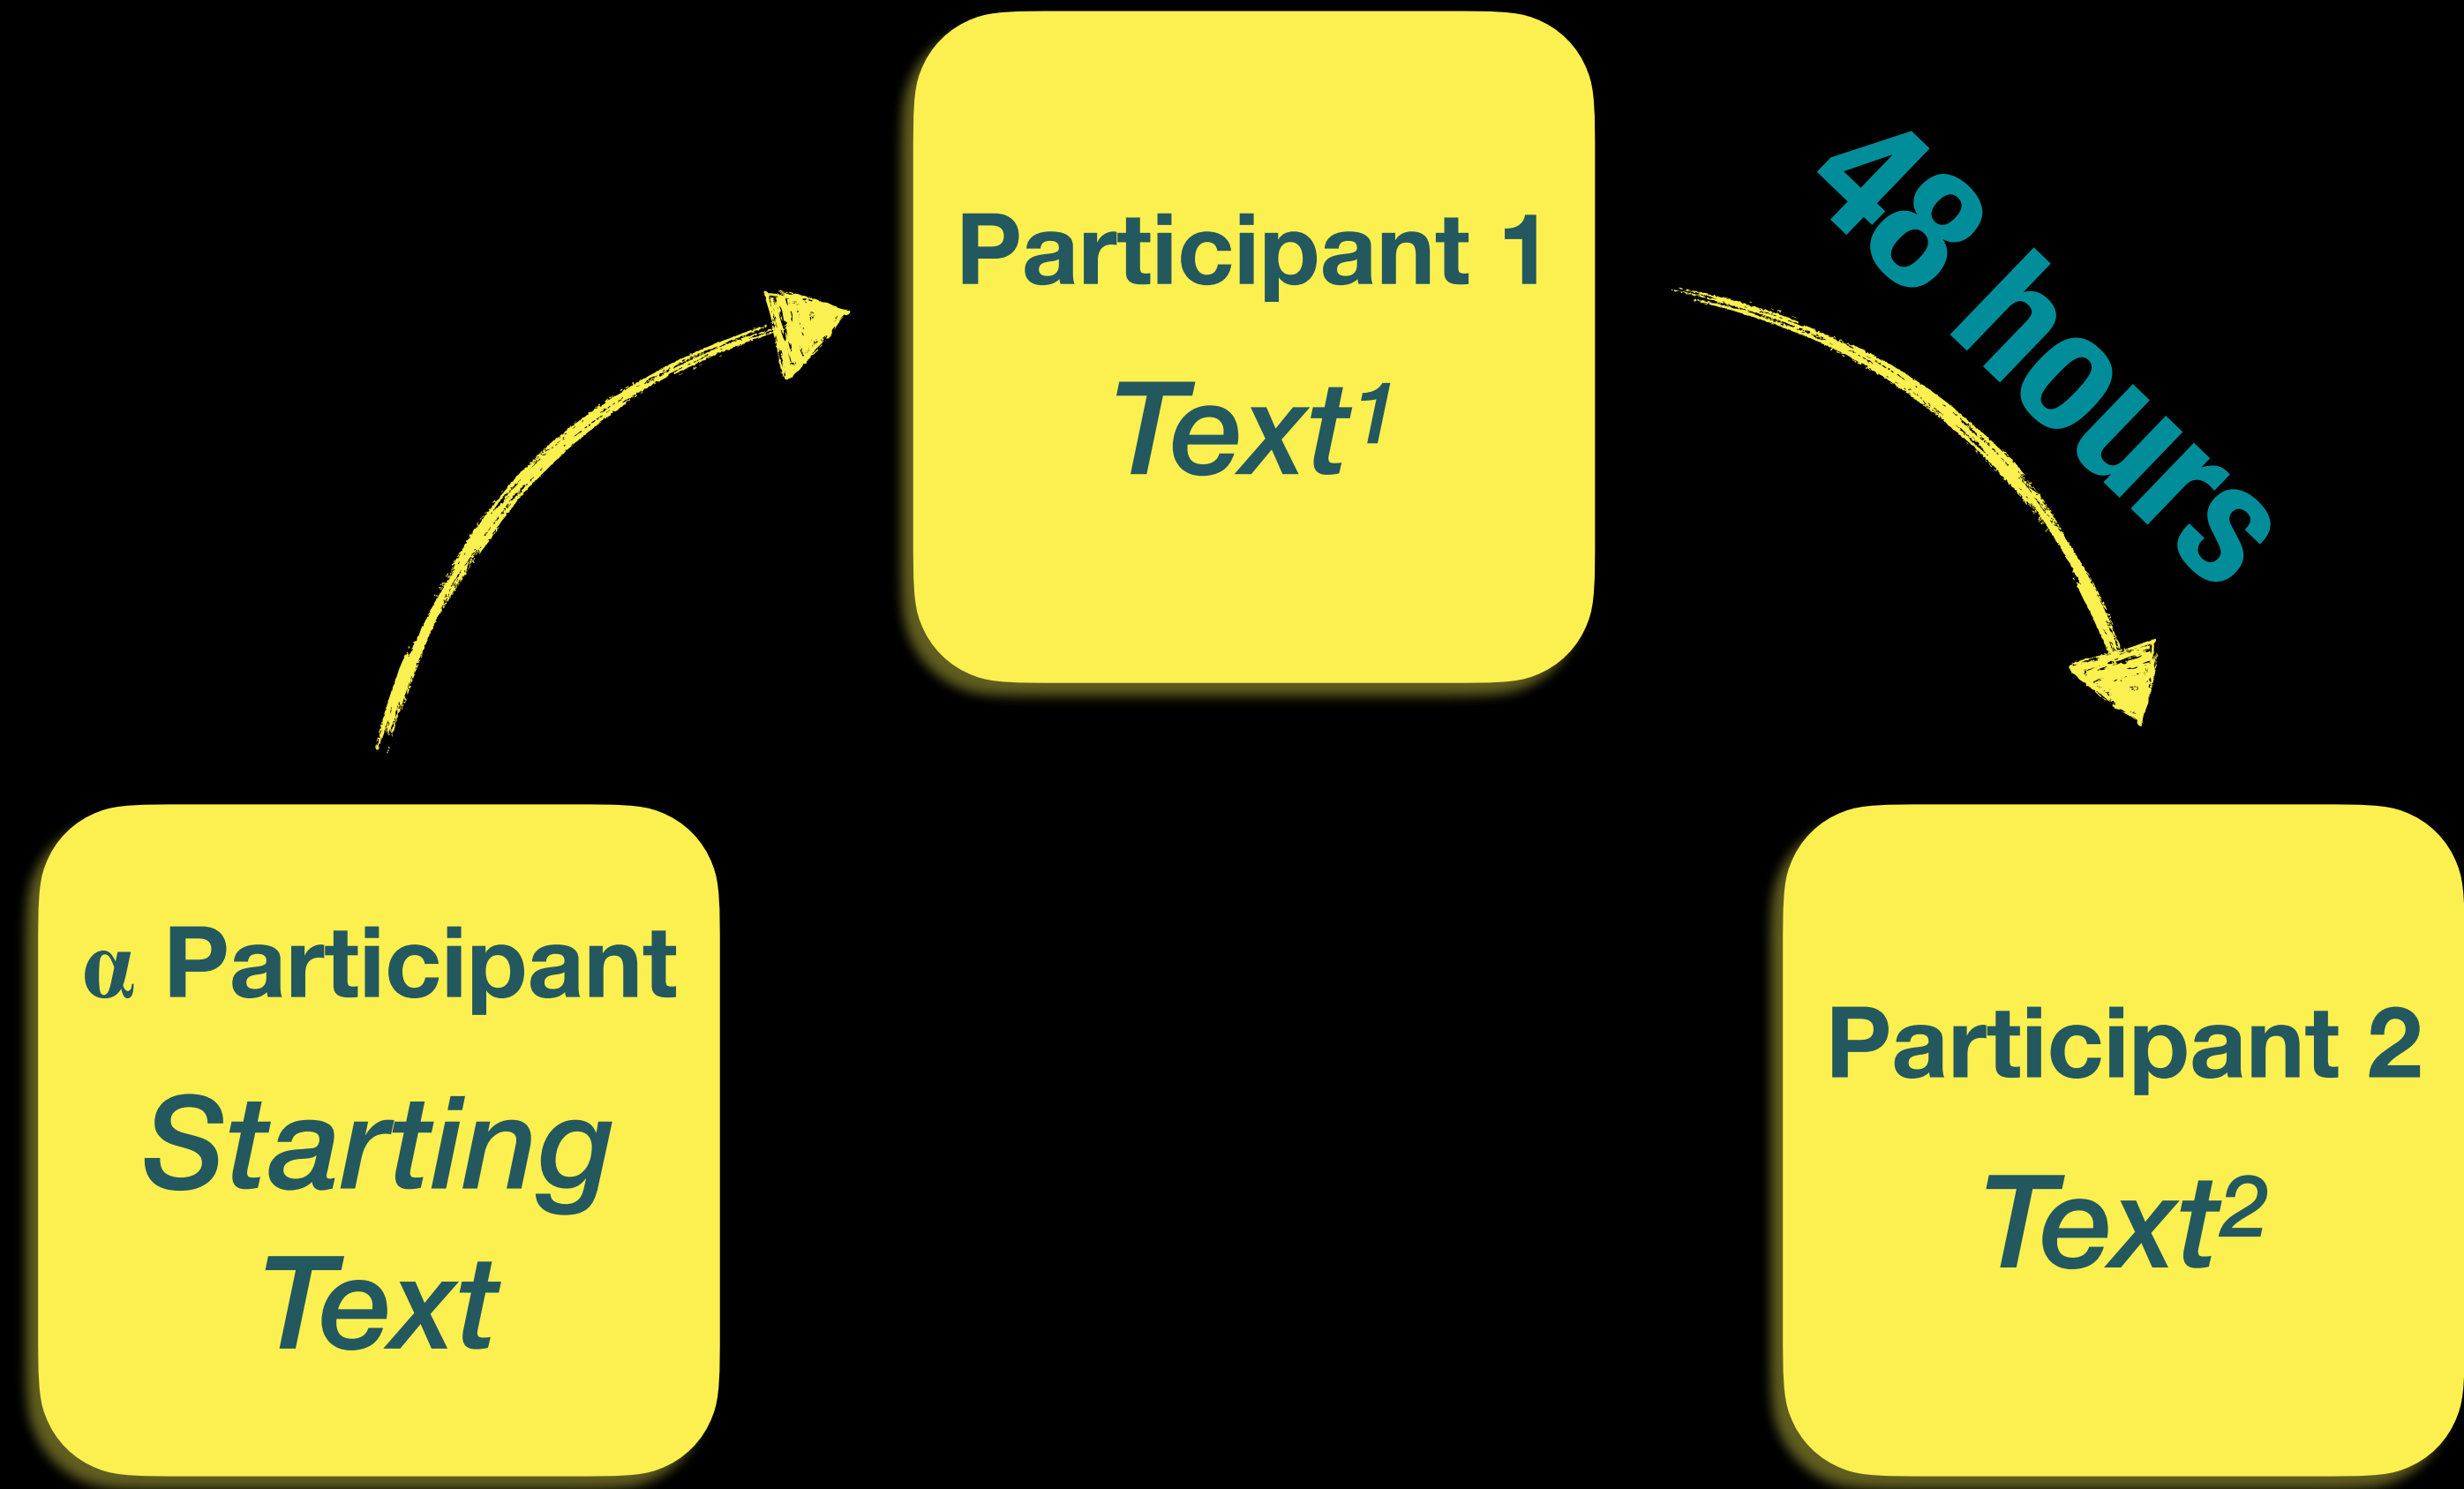 Participant 1
Text¹
48 hours
α Participant
Starting
Text
Participant 2
Text²